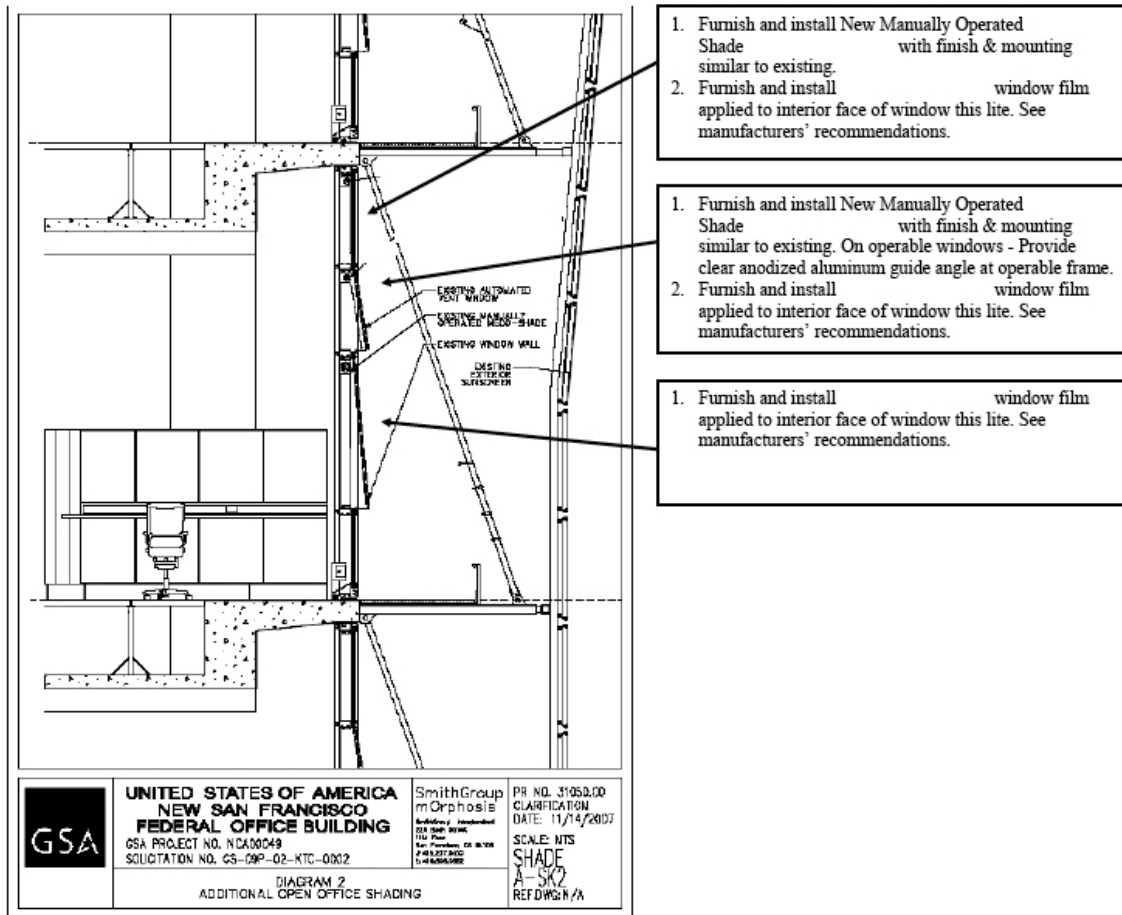 1. Furnish and install New Manually Operated
Shade with finish & mounting
similar to existing.
2. Furnish and install window film
applied to interior face of window this lite. See
manufacturers’ recommendations.
1. Furnish and install New Manually Operated
Shade with finish & mounting
similar to existing. On operable windows - Provide
clear anodized aluminum guide angle at operable frame.
2. Furnish and install window film
applied to interior face of window this lite. See
manufacturers’ recommendations.
1. Furnish and install window film
applied to interior face of window this lite. See
manufacturers’ recommendations.
EXISTING AUTOMATED
VENT WINDOW
EXISTING MANUALLY
OPERATED MECO-SHADE
EXISTING WINDOW WALL
EXISTING
EXTERIOR
SUNSCREEN
GSA
UNITED STATES OF AMERICA
NEW SAN FRANCISCO
FEDERAL OFFICE BUILDING
GSA PROJECT NO. NCA00049
SOLICITATION NO. GS-09P-02-KTC-0002
DIAGRAM 2
ADDITIONAL OPEN OFFICE SHADING
SmithGroup
mOrphosis
PR NO. 31050.00
CLARIFICATION
DATE: 11/14/2007
SCALE: NTS
SHADE
A-SK2
REF.DWG: N/A